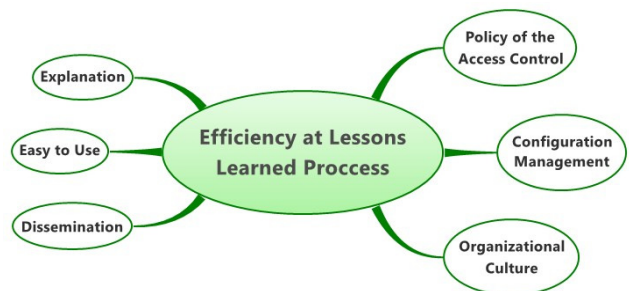 Policy of the
Access Control
Explanation
Efficiency at Lessons
Learned Proccess
Easy to Use
Configuration
Management
Dissemination
Organizational
Culture